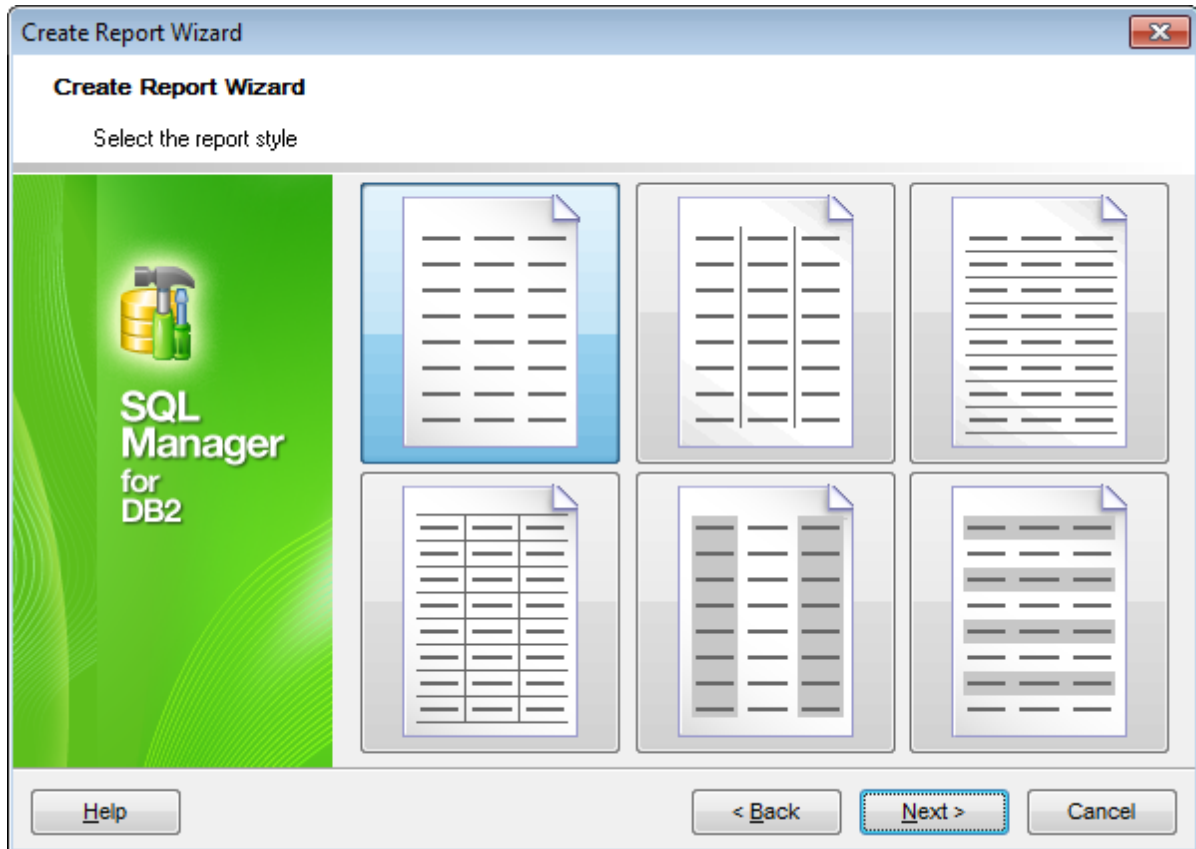 Create Report Wizard
Create Report Wizard
Select the report style
SQL
Manager
for
DB2
Help
< Back
Next >
Cancel